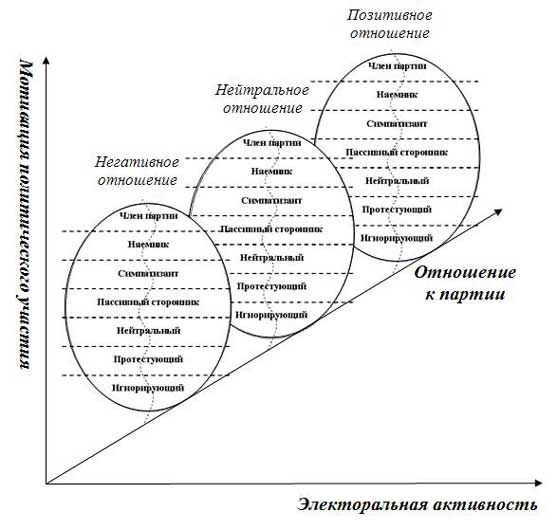 Позитивное
отношение
Член партии
Наемник
Симпатизант
Пассивный сторонник
Нейтральный
Протестующий
Игнорирующий
Нейтральное
отношение
Член партии
Наемник
Симпатизант
Пассивный сторонник
Нейтральный
Протестующий
Игнорирующий
Негативное
отношение
Член партии
Наемник
Симпатизант
Пассивный сторонник
Нейтральный
Протестующий
Игнорирующий
Мотивация политического участия
Отношение
к партии
Электоральная активность